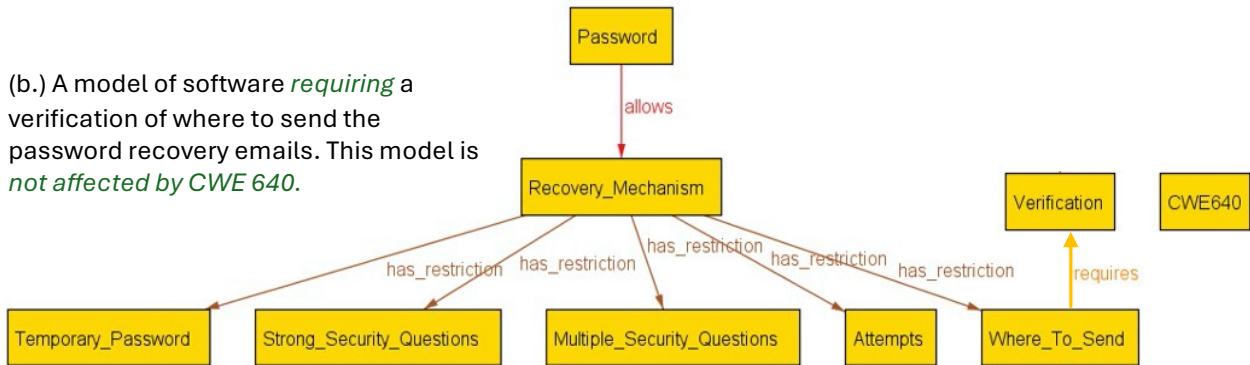 Password
(b.) A model of software requiring a
verification of where to send the
password recovery emails. This model is
not affected by CWE 640.
allows
Recovery_Mechanism
Verification
CWE640
has_restriction
has_restriction
has_restriction
has_restriction
has_restriction
requires
Temporary_Password
Strong_Security_Questions
Multiple_Security_Questions
Attempts
Where_To_Send